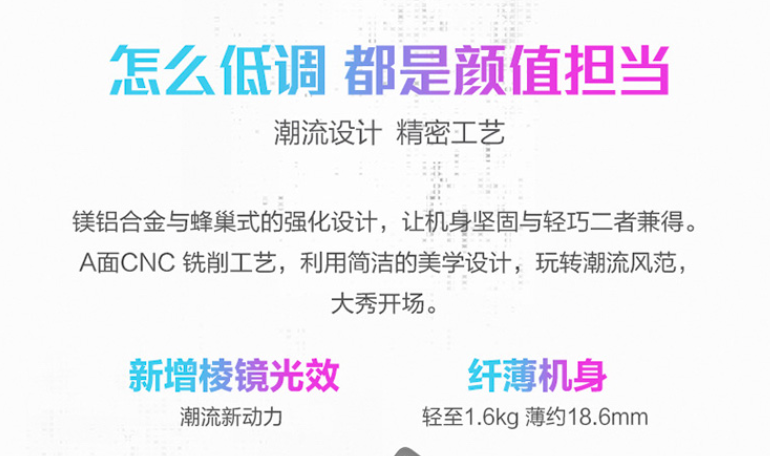 怎么低调 都是颜值担当
潮流设计 精密工艺
镁铝合金与蜂巢式的强化设计，让机身坚固与轻巧二者兼得。
A面CNC 铣削工艺，利用简洁的美学设计，玩转潮流风范，
大秀开场。
新增棱镜光效 纤薄机身
潮流新动力 轻至1.6kg 薄约18.6mm